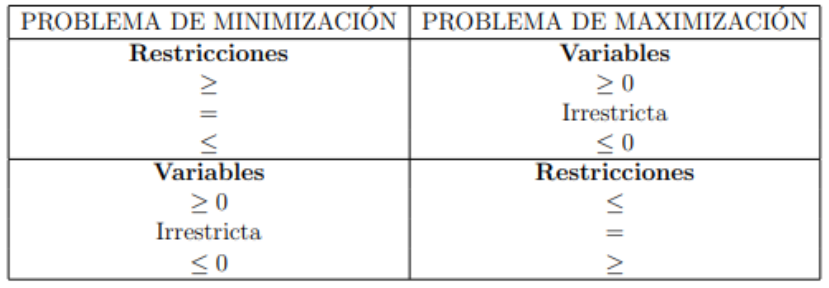 PROBLEMA DE MINIMIZACIÓN PROBLEMA DE MAXIMIZACIÓN
Restricciones Variables
≥ ≥ 0
= Irrestricta
≤ ≤ 0
Variables Restricciones
≥ 0 ≤
Irrestricta =
≤ 0 ≥